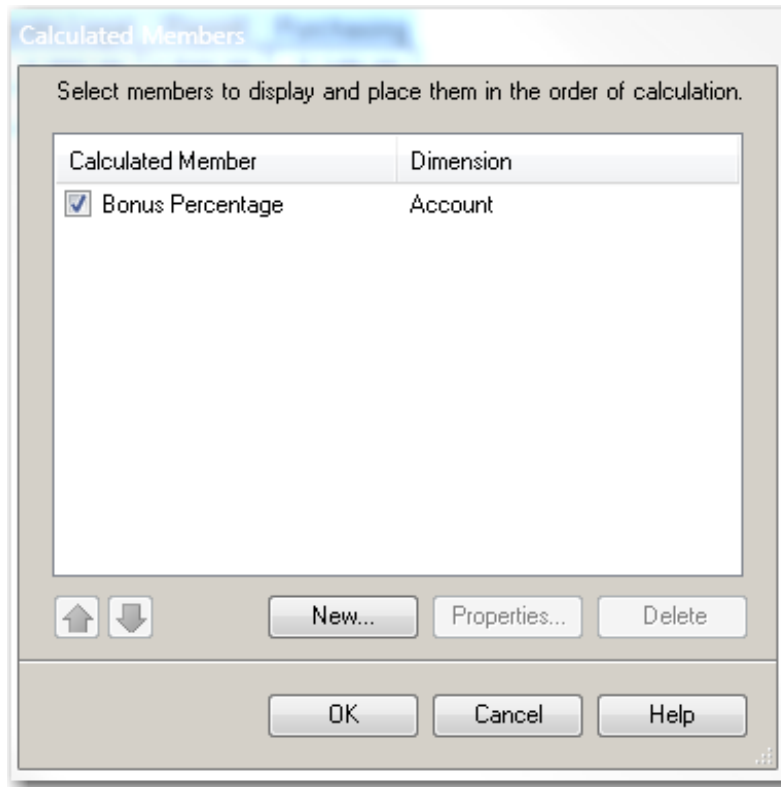 Calculated Members
Select members to display and place them in the order of calculation.
Calculated Member Dimension
Bonus Percentage Account
New... Properties... Delete
OK Cancel Help